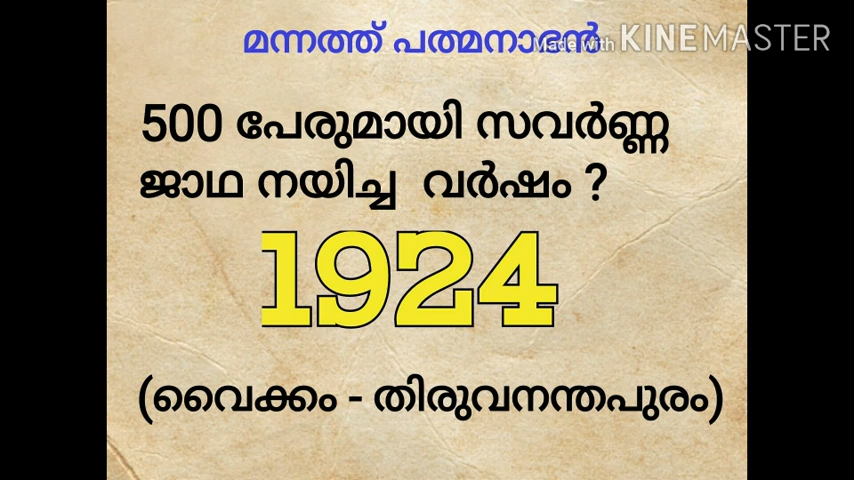 മന്നത്ത് പത്മനാഭൻ
Made with KINEMASTER
500 പേരുമായി സവർണ്ണ
ജാഥ നയിച്ച വർഷം ?
1924
(വൈക്കം - തിരുവനന്തപുരം)